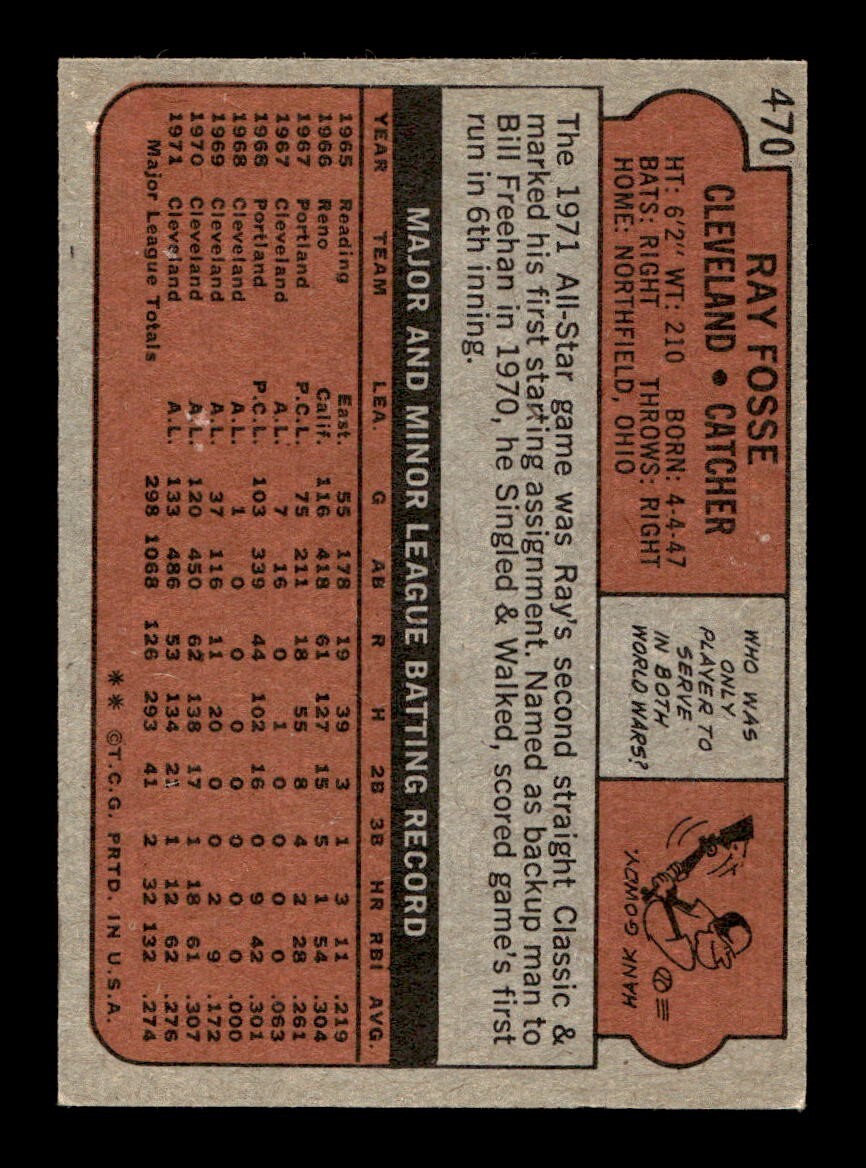 470
RAY FOSSE
CLEVELAND • CATCHER
HT: 6'2" WT: 210 BORN: 4-4-47
BATS: RIGHT THROWS: RIGHT
HOME: NORTHFIELD, OHIO
WHO WAS
ONLY
PLAYER TO
SERVE
IN BOTH
WORLD WARS?
HANK GOWDY.
The 1971 All-Star game was Ray's second straight Classic &
marked his first starting assignment. Named as backup man to
Bill Freehan in 1970, he Singled & Walked, scored game's first
run in 6th inning.
MAJOR AND MINOR LEAGUE BATTING RECORD
YEAR TEAM LEA. G AB R H 2B 3B HR RBI AVG.
1965 Reading East. 55 178 19 39 3 1 3 11 .219
1966 Reno Calif. 116 418 61 127 15 5 1 54 .304
1967 Portland P.C.L. 75 211 18 55 8 4 2 28 .261
1967 Cleveland A.L. 7 16 0 1 0 0 0 0 .063
1968 Portland P.C.L. 103 339 44 102 16 0 9 42 .301
1968 Cleveland A.L. 1 0 0 0 0 0 0 0 .000
1969 Cleveland A.L. 37 116 11 20 0 0 2 9 .172
1970 Cleveland A.L. 120 450 62 138 17 1 18 61 .307
1971 Cleveland A.L. 133 486 53 134 21 1 12 62 .276
Major League Totals 298 1068 126 293 41 2 32 132 .274
** ©T.C.G. PRTD. IN U.S.A.